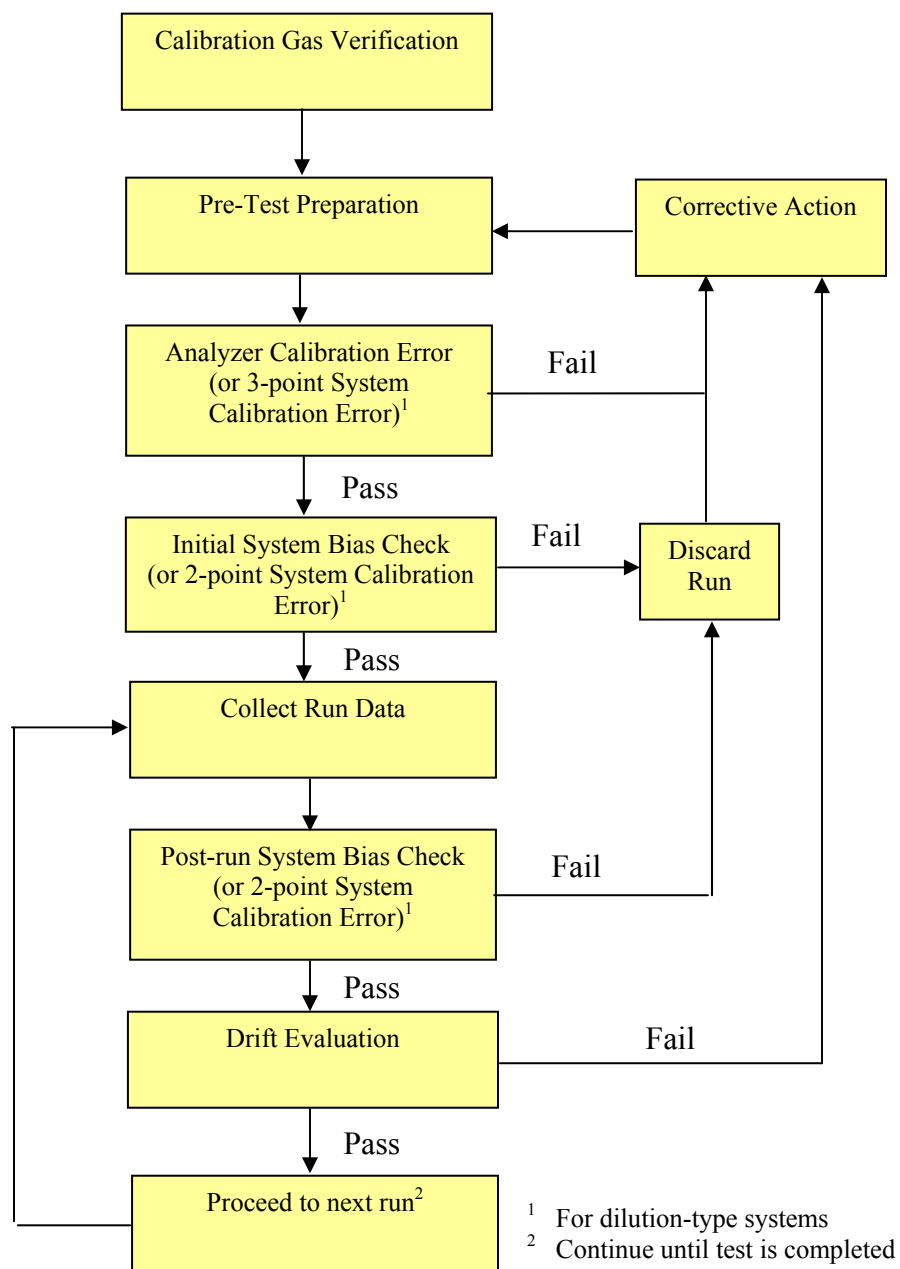 Calibration Gas Verification
Pre-Test Preparation
Corrective Action
Analyzer Calibration Error
(or 3-point System
Calibration Error)1
Fail
Pass
Initial System Bias Check
(or 2-point System Calibration
Error)1
Fail
Discard
Run
Pass
Collect Run Data
Post-run System Bias Check
(or 2-point System
Calibration Error)1
Fail
Pass
Drift Evaluation
Fail
Pass
Proceed to next run2
1 For dilution-type systems
2 Continue until test is completed